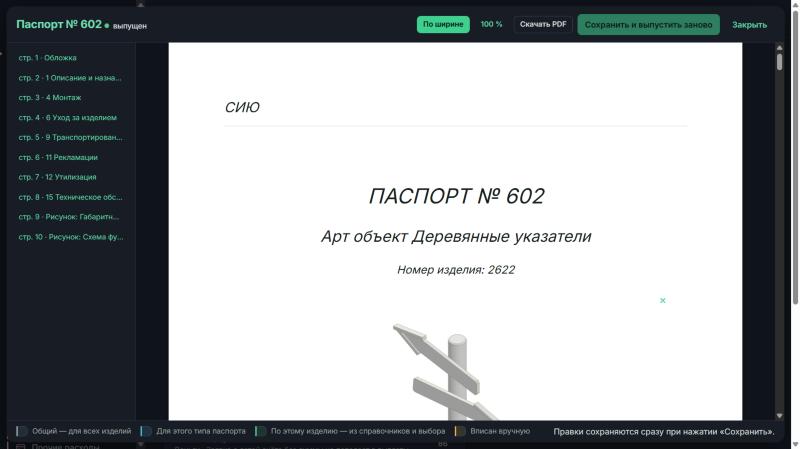 Паспорт № 602 ● выпущен
По ширине
100 %
Скачать PDF
Сохранить и выпустить заново
Закрыть
стр. 1 · Обложка
стр. 2 · 1 Описание и назна...
стр. 3 · 4 Монтаж
стр. 4 · 6 Уход за изделием
стр. 5 · 9 Транспортирован...
стр. 6 · 11 Рекламации
стр. 7 · 12 Утилизация
стр. 8 · 15 Техническое обс...
стр. 9 · Рисунок: Габаритн...
стр. 10 · Рисунок: Схема фу...
СИЮ
ПАСПОРТ № 602
Арт объект Деревянные указатели
Номер изделия: 2622
×
Общий — для всех изделий
Для этого типа паспорта
По этому изделию — из справочников и выбора
Вписан вручную
Правки сохраняются сразу при нажатии «Сохранить».
Прочие расходы